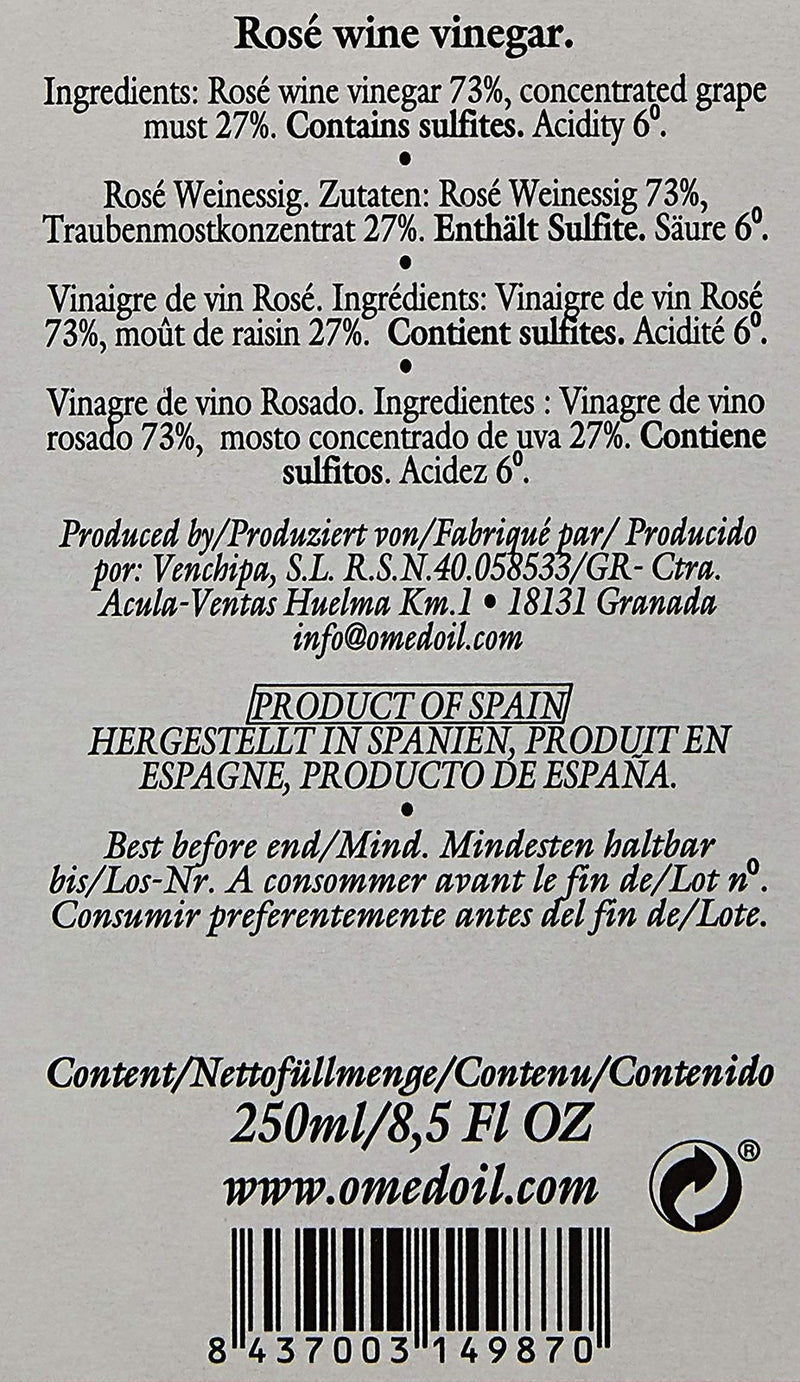 Rosé wine vinegar.
Ingredients: Rosé wine vinegar 73%, concentrated grape
must 27%. Contains sulfites. Acidity 6º.
•
Rosé Weinessig. Zutaten: Rosé Weinessig 73%,
Traubenmostkonzentrat 27%. Enthält Sulfite. Säure 6º.
•
Vinaigre de vin Rosé. Ingrédients: Vinaigre de vin Rosé
73%, moût de raisin 27%. Contient sulfites. Acidité 6º.
•
Vinagre de vino Rosado. Ingredientes : Vinagre de vino
rosado 73%, mosto concentrado de uva 27%. Contiene
sulfitos. Acidez 6º.
Produced by/Produziert von/Fabriqué par/ Producido
por: Venchipa, S.L. R.S.N.40.058533/GR- Ctra.
Acula-Ventas Huelma Km.1 • 18131 Granada
info@omedoil.com
PRODUCT OF SPAIN
HERGESTELLT IN SPANIEN, PRODUIT EN
ESPAGNE, PRODUCTO DE ESPAÑA.
•
Best before end/Mind. Mindesten haltbar
bis/Los-Nr. A consommer avant le fin de/Lot nº.
Consumir preferentemente antes del fin de/Lote.
Content/Nettofüllmenge/Contenu/Contenido
250ml/8,5 Fl OZ
www.omedoil.com
®
8 437003 149870